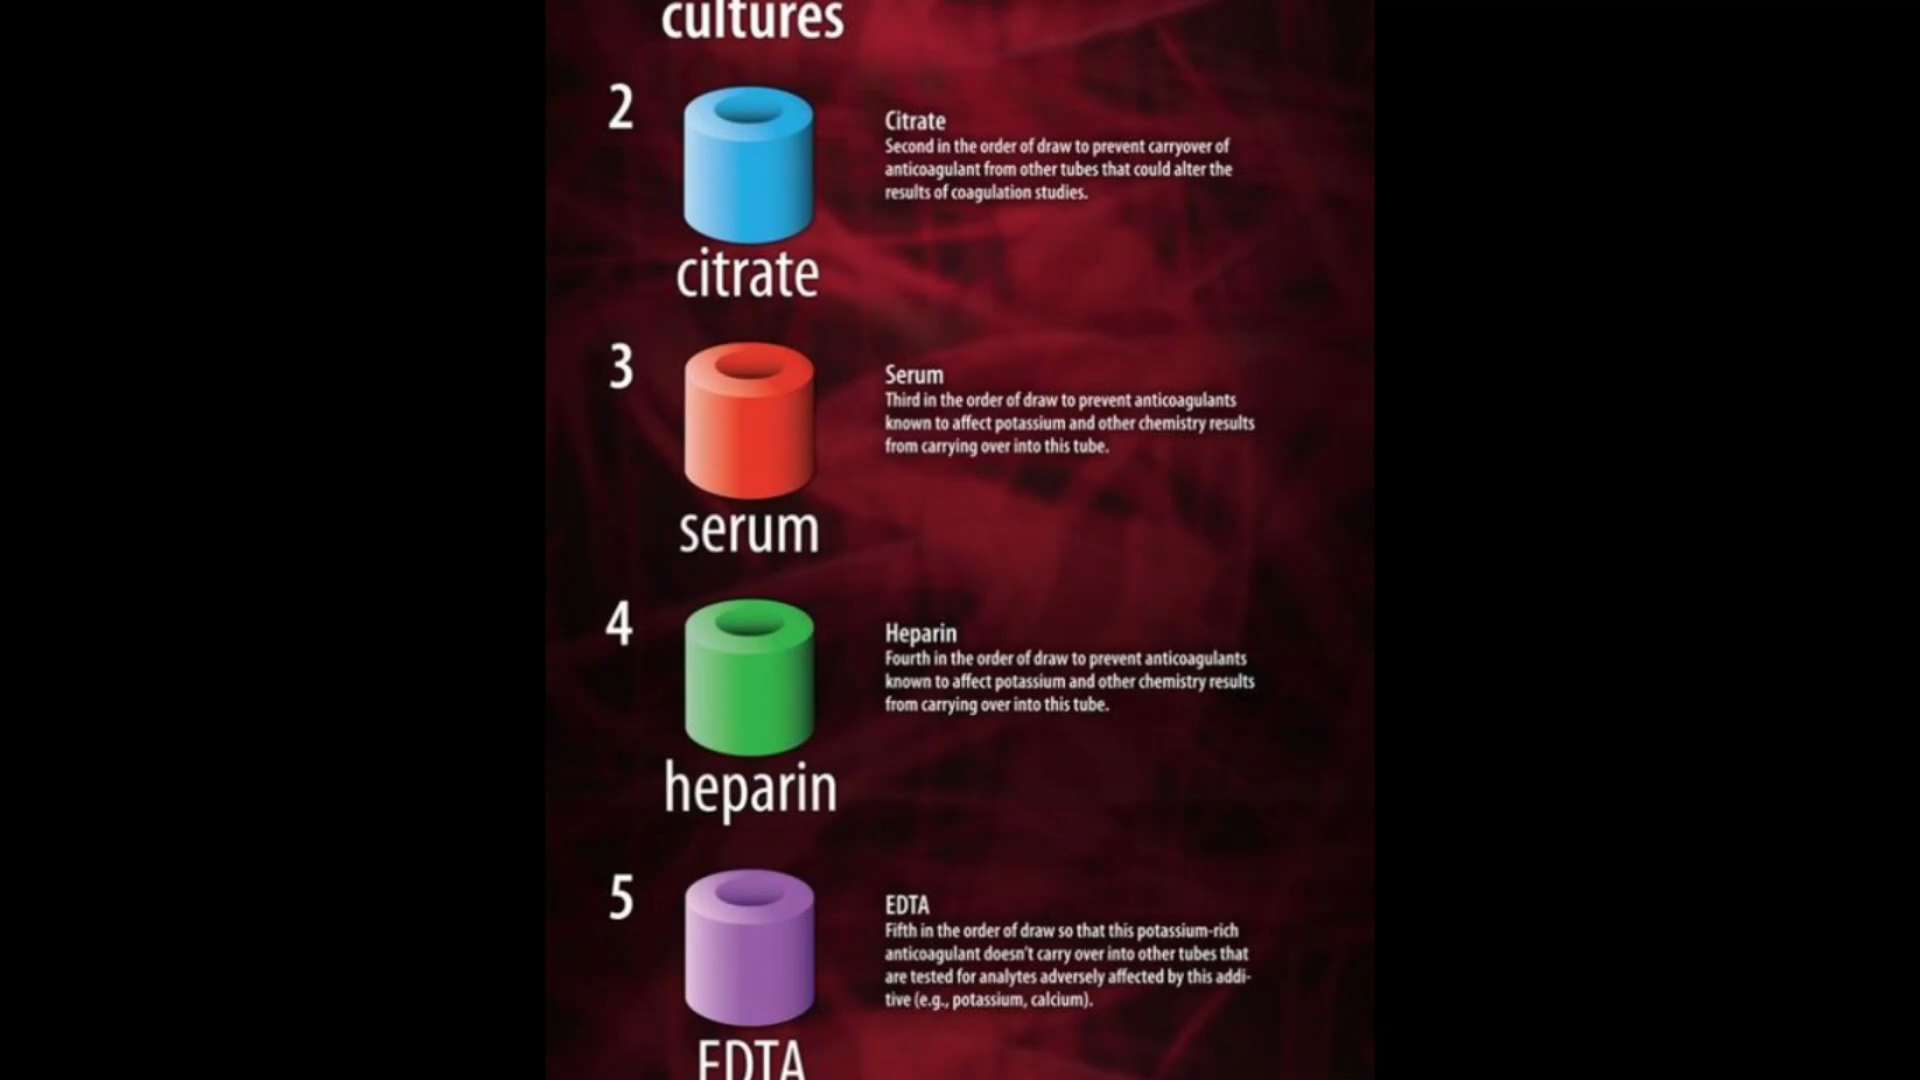 cultures
2
Citrate
Second in the order of draw to prevent carryover of
anticoagulant from other tubes that could alter the
results of coagulation studies.
citrate
3
Serum
Third in the order of draw to prevent anticoagulants
known to affect potassium and other chemistry results
from carrying over into this tube.
serum
4
Heparin
Fourth in the order of draw to prevent anticoagulants
known to affect potassium and other chemistry results
from carrying over into this tube.
heparin
5
EDTA
Fifth in the order of draw so that this potassium-rich
anticoagulant doesn't carry over into other tubes that
are tested for analytes adversely affected by this addi-
tive (e.g., potassium, calcium).
EDTA